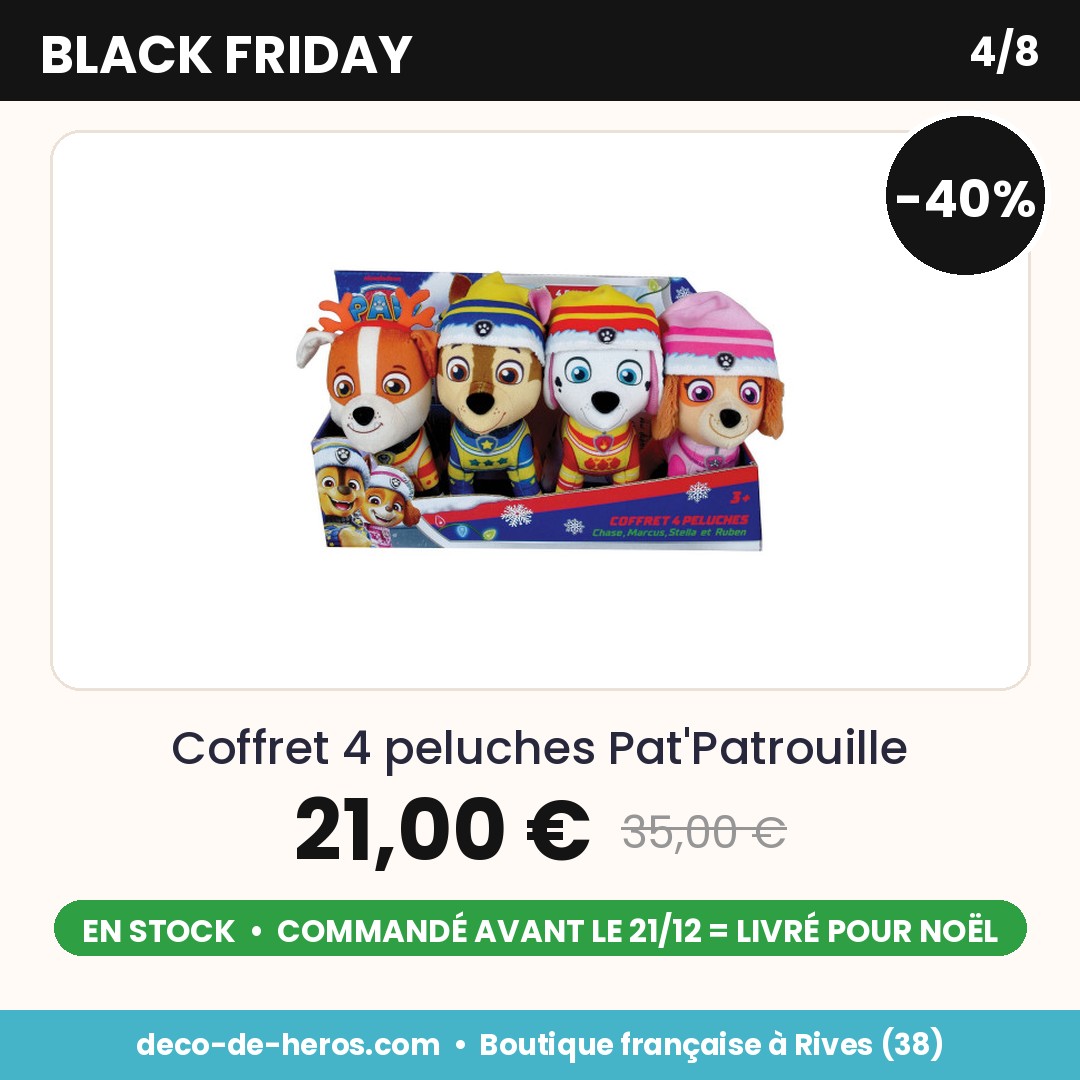 BLACK FRIDAY
4/8
-40%
nickelodeon
PAW
3+
COFFRET 4 PELUCHES
Chase, Marcus, Stella et Ruben
Coffret 4 peluches Pat'Patrouille
21,00 € 35,00 €
EN STOCK • COMMANDÉ AVANT LE 21/12 = LIVRÉ POUR NOËL
deco-de-heros.com • Boutique française à Rives (38)